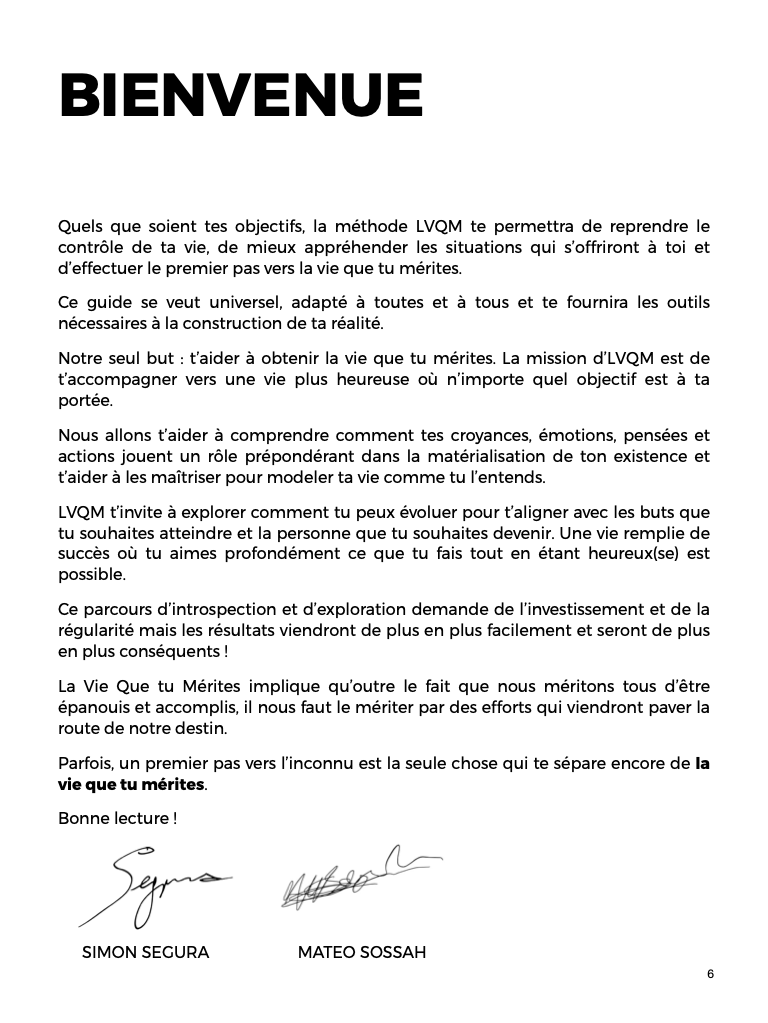 BIENVENUE
Quels que soient tes objectifs, la méthode LVQM te permettra de reprendre le
contrôle de ta vie, de mieux appréhender les situations qui s’offriront à toi et
d’effectuer le premier pas vers la vie que tu mérites.
Ce guide se veut universel, adapté à toutes et à tous et te fournira les outils
nécessaires à la construction de ta réalité.
Notre seul but : t’aider à obtenir la vie que tu mérites. La mission d’LVQM est de
t’accompagner vers une vie plus heureuse où n’importe quel objectif est à ta
portée.
Nous allons t’aider à comprendre comment tes croyances, émotions, pensées et
actions jouent un rôle prépondérant dans la matérialisation de ton existence et
t’aider à les maîtriser pour modeler ta vie comme tu l’entends.
LVQM t’invite à explorer comment tu peux évoluer pour t’aligner avec les buts que
tu souhaites atteindre et la personne que tu souhaites devenir. Une vie remplie de
succès où tu aimes profondément ce que tu fais tout en étant heureux(se) est
possible.
Ce parcours d’introspection et d’exploration demande de l’investissement et de la
régularité mais les résultats viendront de plus en plus facilement et seront de plus
en plus conséquents !
La Vie Que tu Mérites implique qu’outre le fait que nous méritons tous d’être
épanouis et accomplis, il nous faut le mériter par des efforts qui viendront paver la
route de notre destin.
Parfois, un premier pas vers l’inconnu est la seule chose qui te sépare encore de la
vie que tu mérites.
Bonne lecture !
Segura
SIMON SEGURA MATEO SOSSAH
6